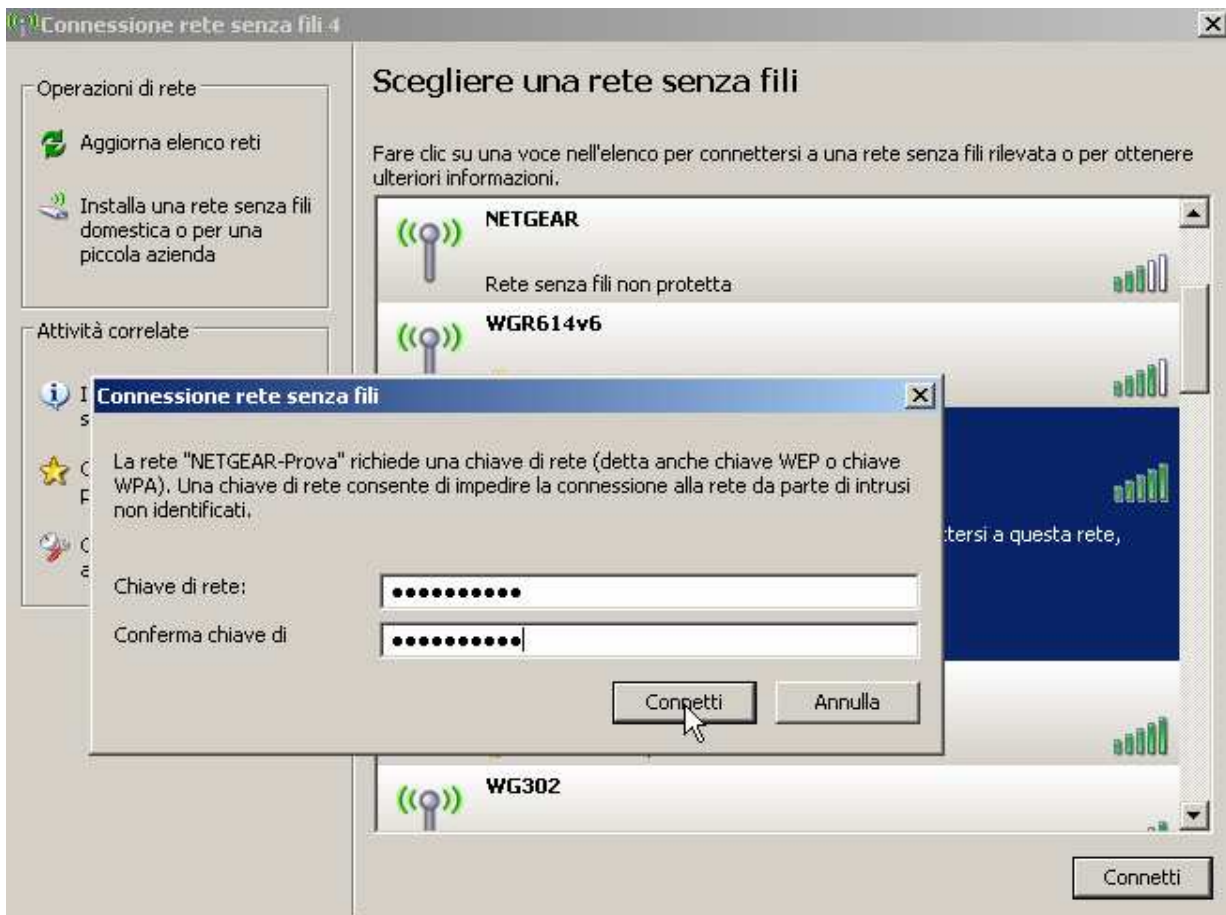 Connessione rete senza fili 4
Operazioni di rete
Aggiorna elenco reti
Installa una rete senza fili
domestica o per una
piccola azienda
Attività correlate
Scegliere una rete senza fili
Fare clic su una voce nell'elenco per connettersi a una rete senza fili rilevata o per ottenere
ulteriori informazioni.
NETGEAR
Rete senza fili non protetta
WGR614v6
Connessione rete senza fili
La rete "NETGEAR-Prova" richiede una chiave di rete (detta anche chiave WEP o chiave
WPA). Una chiave di rete consente di impedire la connessione alla rete da parte di intrusi
non identificati.
a questa rete,
Chiave di rete:
••••••••••
Conferma chiave di
••••••••••
Connetti
Annulla
WG302
Connetti